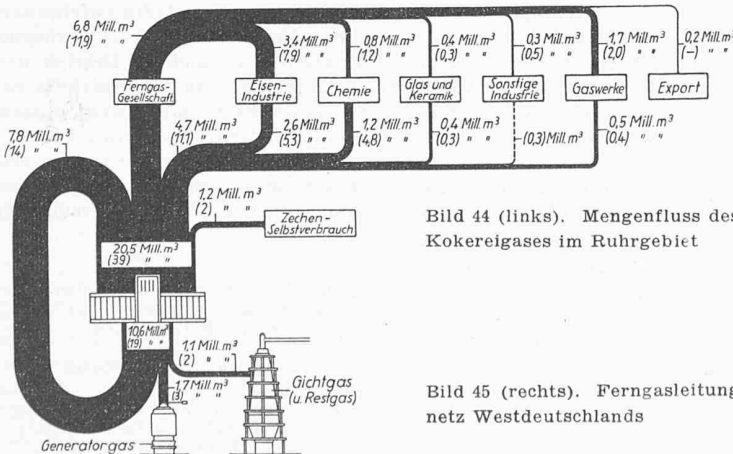 6,8 Mill. m³
(11,9) " "
3,4 Mill. m³
(7,9) " "
0,8 Mill. m³
(1,2) " "
0,4 Mill. m³
(0,3) " "
0,3 Mill. m³
(0,5) " "
1,7 Mill. m³
(2,0) " "
0,2 Mill. m³
(–) " "
Ferngas-
Gesellschaft
Eisen-
Industrie
Chemie
Glas und
Keramik
Sonstige
Industrie
Gaswerke
Export
7,8 Mill. m³
(14) " "
4,7 Mill. m³
(11,1) " "
2,6 Mill. m³
(5,3) " "
1,2 Mill. m³
(4,8) " "
0,4 Mill. m³
(0,3) " "
(0,3) Mill. m³
0,5 Mill. m³
(0,4) " "
1,2 Mill. m³
(2) " "
Zechen-
Selbstverbrauch
20,5 Mill. m³
(39) " "
10,6 Mill. m³
(19) " "
1,1 Mill. m³
(2) " "
1,7 Mill. m³
(3) " "
Gichtgas
(u. Restgas)
Generatorgas
Bild 44 (links). Mengenfluss des
Kokereigases im Ruhrgebiet
Bild 45 (rechts). Ferngasleitung
netz Westdeutschlands